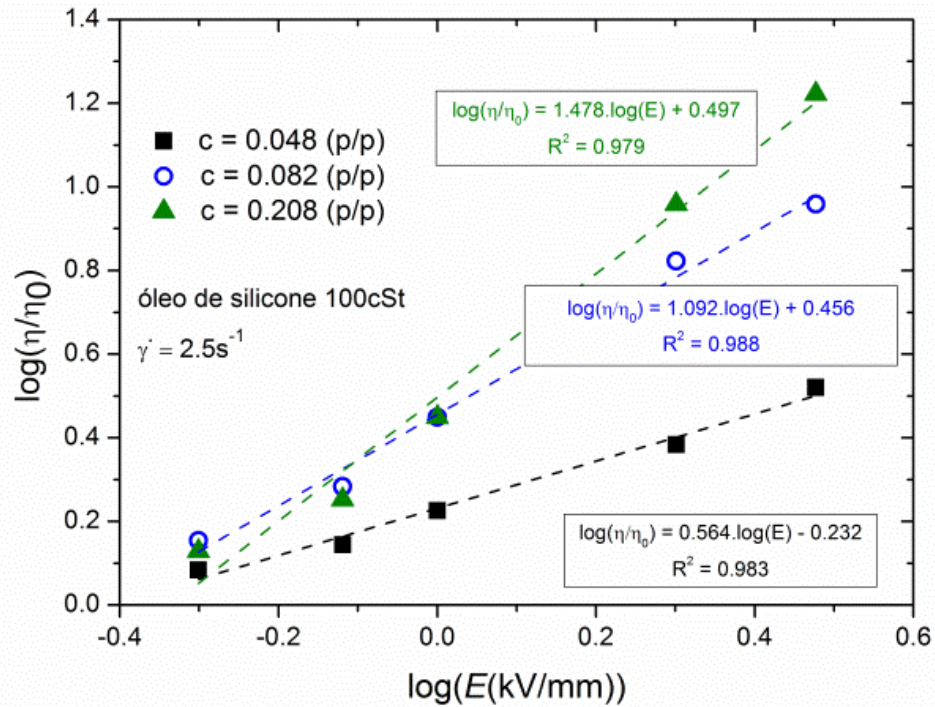 1.4
1.2
1.0
0.8
0.6
0.4
0.2
0.0
-0.4
-0.2
0.0
0.2
0.4
0.6
log(η/η₀)
log(E(kV/mm))
c = 0.048 (p/p)
c = 0.082 (p/p)
c = 0.208 (p/p)
óleo de silicone 100cSt
γ˙ = 2.5s⁻¹
log(η/η₀) = 1.478.log(E) + 0.497
R² = 0.979
log(η/η₀) = 1.092.log(E) + 0.456
R² = 0.988
log(η/η₀) = 0.564.log(E) - 0.232
R² = 0.983